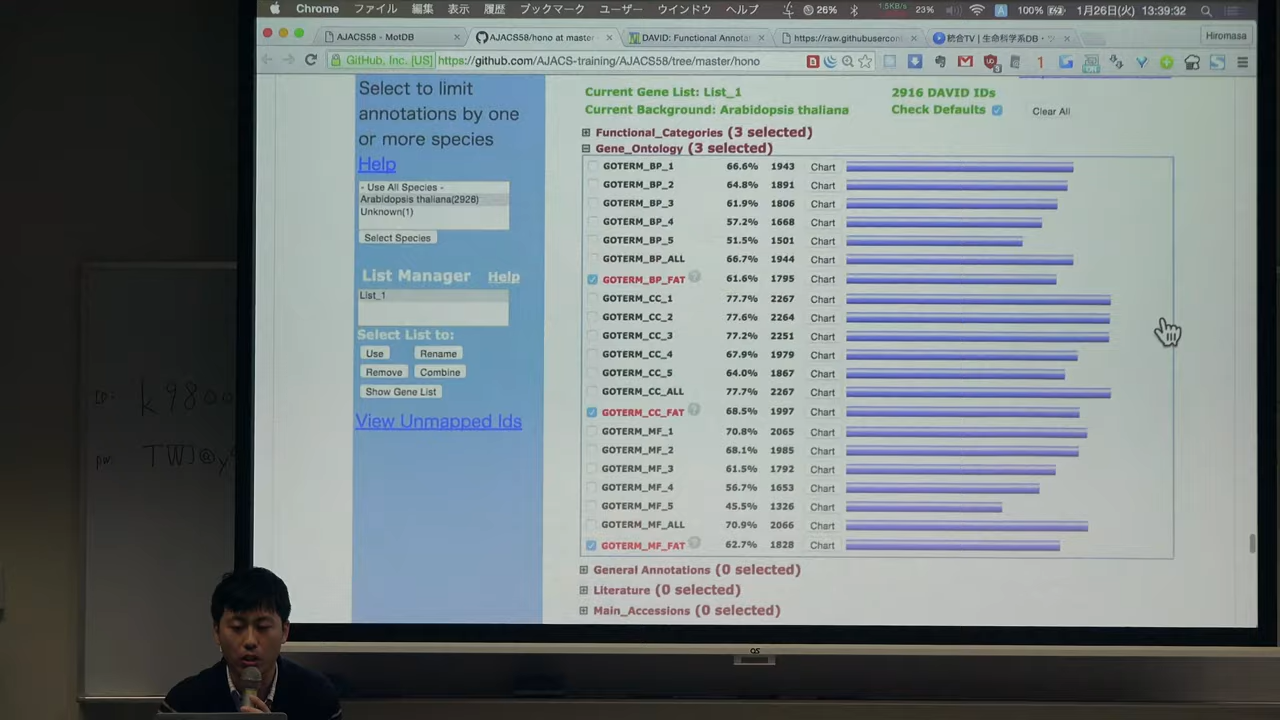 Chrome ファイル 編集 表示 履歴 ブックマーク ユーザー ウインドウ ヘルプ 26% 1.5KB/s 23% A 100% 1月26日(火) 13:39:32
AJACS58 - MotDB
AJACS58/hono at master
DAVID: Functional Annotat
https://raw.githubuserconte
統合TV | 生命科学系DB・ツ
Hiromasa
GitHub, Inc. [US] https://github.com/AJACS-training/AJACS58/tree/master/hono
Select to limit
annotations by one
or more species
Help
- Use All Species -
Arabidopsis thaliana(2928)
Unknown(1)
Select Species
List Manager Help
List_1
Select List to:
Use Rename
Remove Combine
Show Gene List
View Unmapped Ids
Current Gene List: List_1 2916 DAVID IDs
Current Background: Arabidopsis thaliana Check Defaults Clear All
Functional_Categories (3 selected)
Gene_Ontology (3 selected)
GOTERM_BP_1 66.6% 1943 Chart
GOTERM_BP_2 64.8% 1891 Chart
GOTERM_BP_3 61.9% 1806 Chart
GOTERM_BP_4 57.2% 1668 Chart
GOTERM_BP_5 51.5% 1501 Chart
GOTERM_BP_ALL 66.7% 1944 Chart
GOTERM_BP_FAT 61.6% 1795 Chart
GOTERM_CC_1 77.7% 2267 Chart
GOTERM_CC_2 77.6% 2264 Chart
GOTERM_CC_3 77.2% 2251 Chart
GOTERM_CC_4 67.9% 1979 Chart
GOTERM_CC_5 64.0% 1867 Chart
GOTERM_CC_ALL 77.7% 2267 Chart
GOTERM_CC_FAT 68.5% 1997 Chart
GOTERM_MF_1 70.8% 2065 Chart
GOTERM_MF_2 68.1% 1985 Chart
GOTERM_MF_3 61.5% 1792 Chart
GOTERM_MF_4 56.7% 1653 Chart
GOTERM_MF_5 45.5% 1326 Chart
GOTERM_MF_ALL 70.9% 2066 Chart
GOTERM_MF_FAT 62.7% 1828 Chart
General Annotations (0 selected)
Literature (0 selected)
Main_Accessions (0 selected)
k9800
TWJ@y
OS